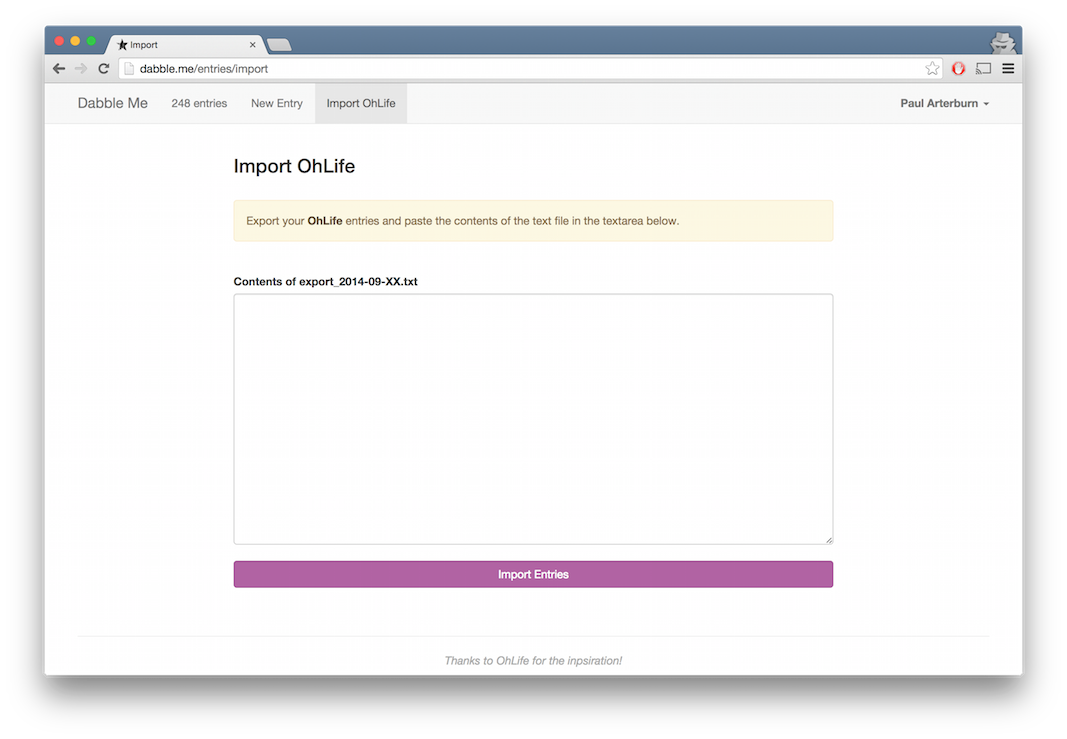 Import
dabble.me/entries/import
Dabble Me 248 entries New Entry Import OhLife Paul Arterburn
Import OhLife
Export your OhLife entries and paste the contents of the text file in the textarea below.
Contents of export_2014-09-XX.txt
Import Entries
Thanks to OhLife for the inpsiration!